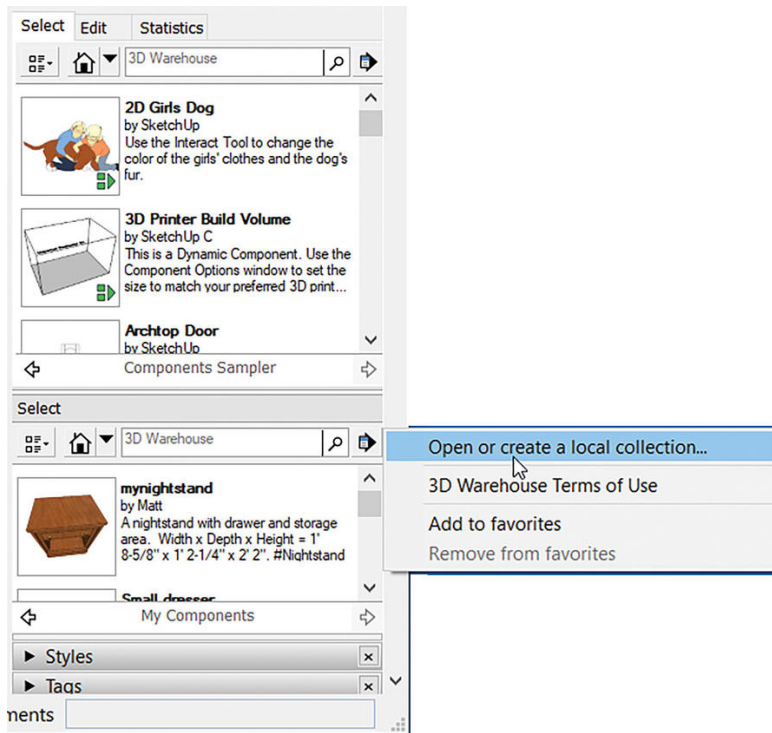 Select Edit Statistics
3D Warehouse
2D Girls Dog
by SketchUp
Use the Interact Tool to change the
color of the girls' clothes and the dog's
fur.
3D Printer Build Volume
by SketchUp C
This is a Dynamic Component. Use the
Component Options window to set the
size to match your preferred 3D print...
Archtop Door
by SketchUp
Components Sampler
Select
3D Warehouse
mynightstand
by Matt
A nightstand with drawer and storage
area. Width x Depth x Height = 1'
8-5/8" x 1' 2-1/4" x 2' 2". #Nightstand
Small dresser
My Components
Open or create a local collection...
3D Warehouse Terms of Use
Add to favorites
Remove from favorites
Styles
Tags
ments